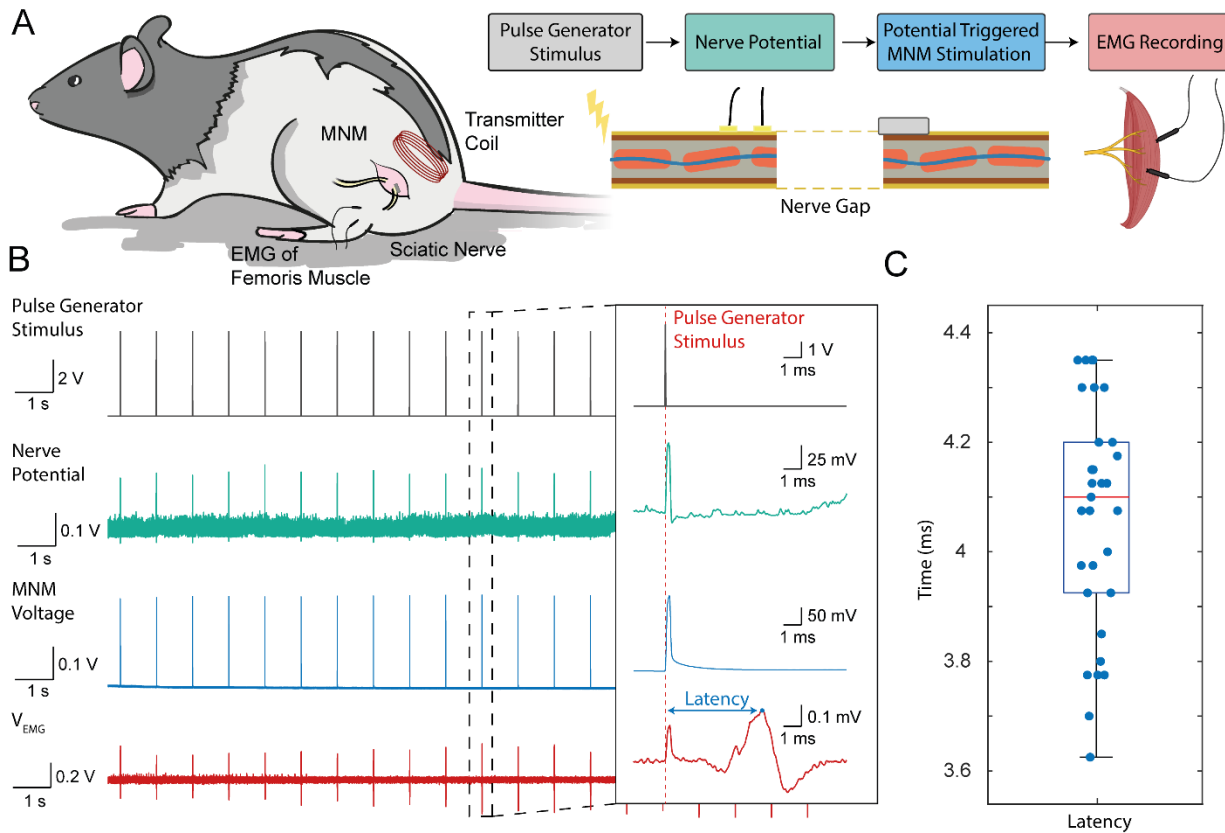 A
Pulse Generator
Stimulus
Nerve Potential
Potential Triggered
MNM Stimulation
EMG Recording
MNM
Transmitter
Coil
Nerve Gap
EMG of
Femoris Muscle
Sciatic Nerve
B
Pulse Generator
Stimulus
2 V
1 s
Nerve
Potential
0.1 V
1 s
MNM
Voltage
0.1 V
1 s
VEMG
0.2 V
1 s
Pulse Generator
Stimulus
1 V
1 ms
25 mV
1 ms
50 mV
1 ms
Latency
0.1 mV
1 ms
C
4.4
4.2
4
3.8
3.6
Time (ms)
Latency